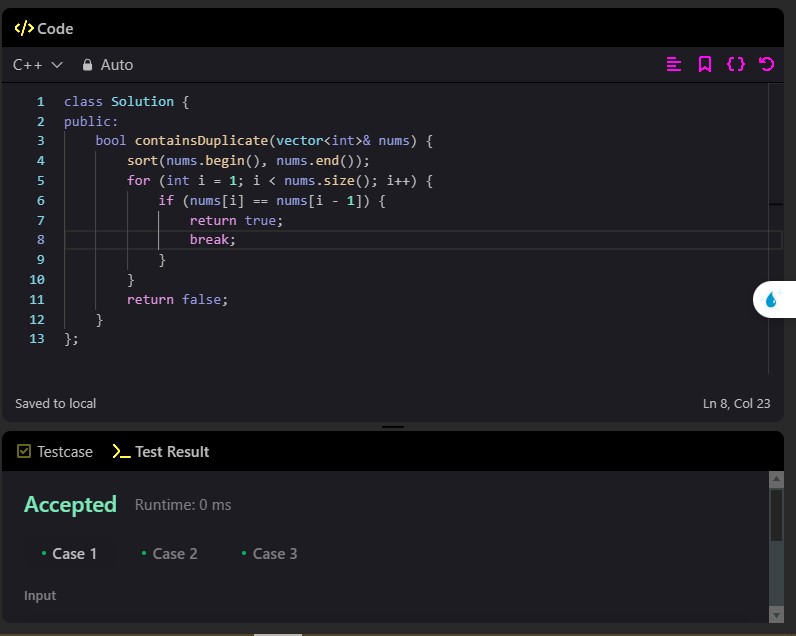 </> Code
C++ Auto
1 class Solution {
2 public:
3     bool containsDuplicate(vector<int>& nums) {
4         sort(nums.begin(), nums.end());
5         for (int i = 1; i < nums.size(); i++) {
6             if (nums[i] == nums[i - 1]) {
7                 return true;
8                 break;
9             }
10         }
11         return false;
12     }
13 };
Saved to local Ln 8, Col 23
Testcase Test Result
Accepted Runtime: 0 ms
• Case 1 • Case 2 • Case 3
Input